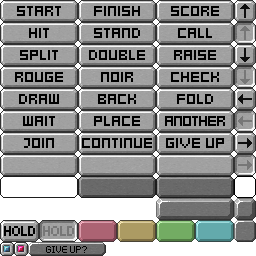 START FINISH SCORE ↑
HIT STAND CALL ↑
SPLIT DOUBLE RAISE ↓
ROUGE NOIR CHECK ↓
DRAW BACK FOLD ←
WAIT PLACE ANOTHER ←
JOIN CONTINUE GIVE UP →
→
HOLD HOLD
GIVE UP?